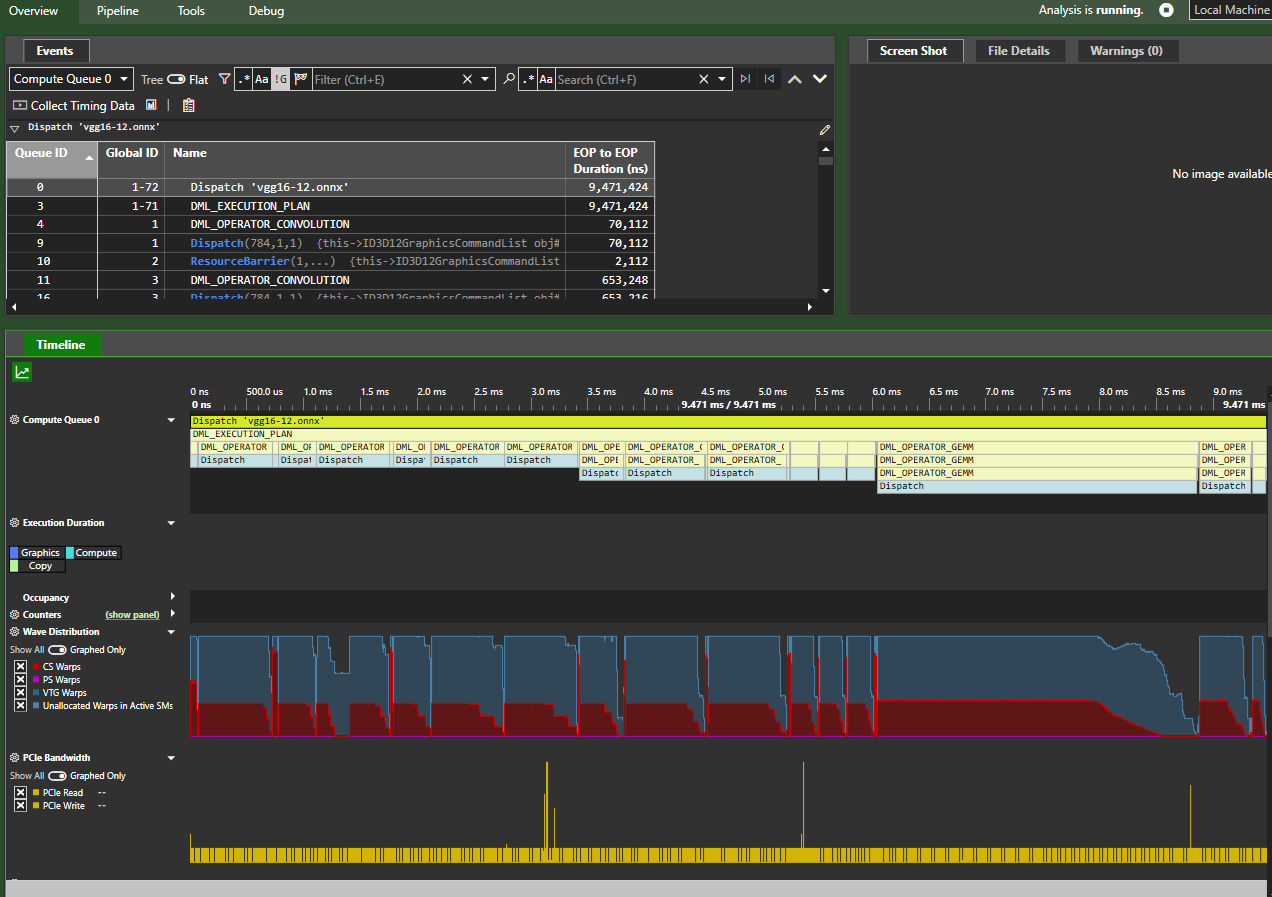 Overview Pipeline Tools Debug Analysis is running. Local Machine
Events Screen Shot File Details Warnings (0)
Compute Queue 0 Tree Flat .* Aa !G Filter (Ctrl+E) .* Aa Search (Ctrl+F)
Collect Timing Data
Dispatch 'vgg16-12.onnx'
Queue ID Global ID Name EOP to EOP
Duration (ns)
No image available
0 1-72 Dispatch 'vgg16-12.onnx' 9,471,424
3 1-71 DML_EXECUTION_PLAN 9,471,424
4 1 DML_OPERATOR_CONVOLUTION 70,112
9 1 Dispatch(784,1,1) {this->ID3D12GraphicsCommandList obj# 70,112
10 2 ResourceBarrier(1,...) {this->ID3D12GraphicsCommandList 2,112
11 3 DML_OPERATOR_CONVOLUTION 653,248
16 3 Dispatch(784,1,1) {this->ID3D12GraphicsCommandList obj# 653,216
Timeline
0 ns 500.0 us 1.0 ms 1.5 ms 2.0 ms 2.5 ms 3.0 ms 3.5 ms 4.0 ms 4.5 ms 5.0 ms 5.5 ms 6.0 ms 6.5 ms 7.0 ms 7.5 ms 8.0 ms 8.5 ms 9.0 ms
0 ns 9.471 ms / 9.471 ms 9.471 ms
Compute Queue 0 Dispatch 'vgg16-12.onnx'
DML_EXECUTION_PLAN
DML_OPERATOR DML_OP DML_OPERATOR DML_O DML_OPERATOR DML_OPERATOR DML_OPE DML_OPERATOR_C DML_OPERATOR_C DML_OPERATOR_GEMM DML_OPER
Dispatch Dispat Dispatch Dispa Dispatch Dispatch DML_OPE DML_OPERATOR_ DML_OPERATOR_ DML_OPERATOR_GEMM DML_OPER
Dispatc Dispatch Dispatch DML_OPERATOR_GEMM DML_OPER
Dispatch Dispatch
Execution Duration
Graphics Compute
Copy
Occupancy
Counters (show panel)
Wave Distribution
Show All Graphed Only
CS Warps
PS Warps
VTG Warps
Unallocated Warps in Active SMs
PCIe Bandwidth
Show All Graphed Only
PCIe Read --
PCIe Write --